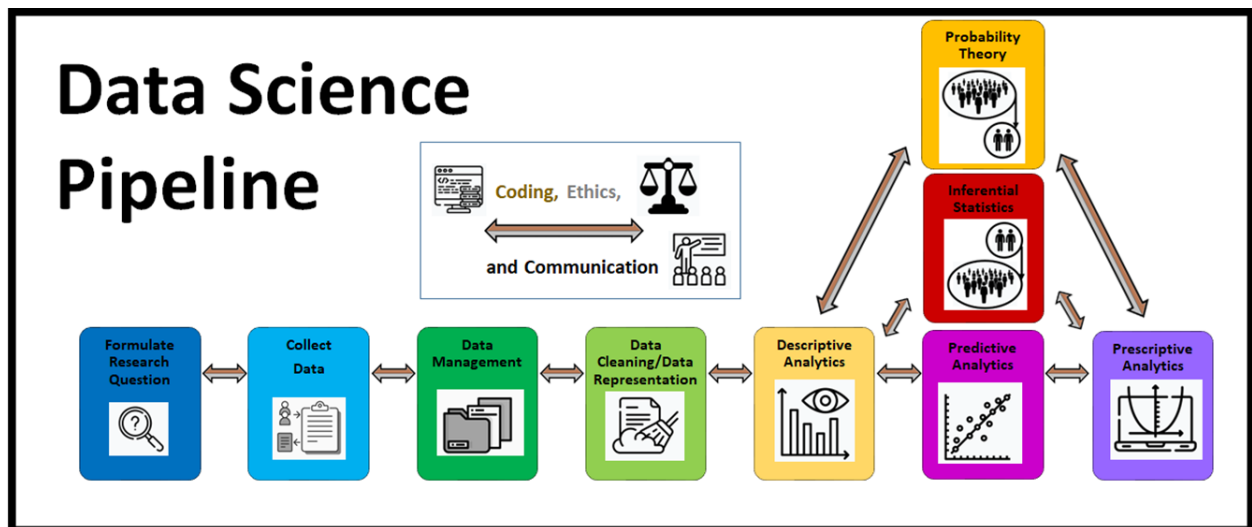 Data Science
Pipeline
Coding, Ethics,
and Communication
Probability
Theory
Inferential
Statistics
Formulate
Research
Question
?
Collect
Data
Data
Management
Data
Cleaning/Data
Representation
Descriptive
Analytics
Predictive
Analytics
Prescriptive
Analytics